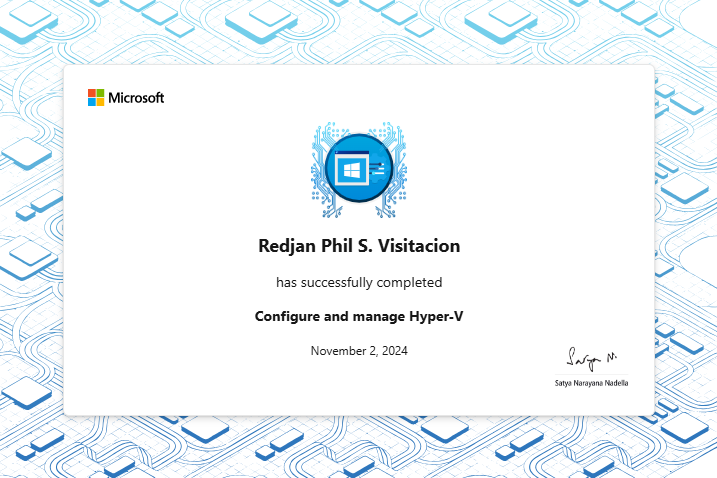 Microsoft
Redjan Phil S. Visitacion
has successfully completed
Configure and manage Hyper-V
November 2, 2024
Satya N.
Satya Narayana Nadella